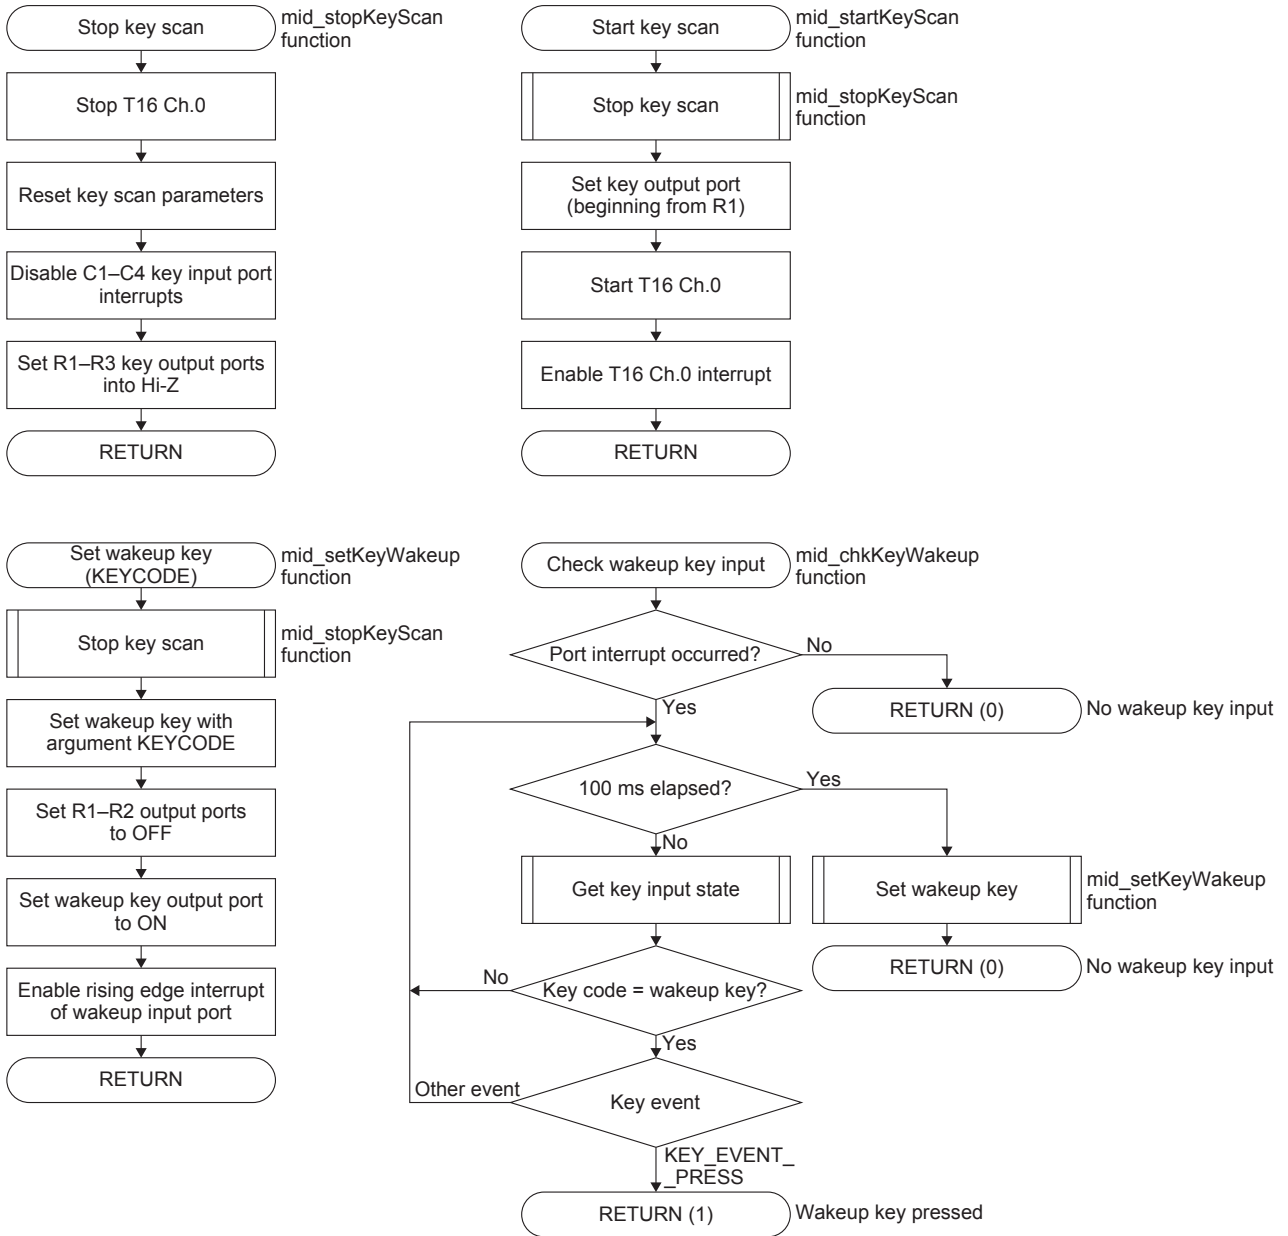 Stop key scan
mid_stopKeyScan
function
Stop T16 Ch.0
Reset key scan parameters
Disable C1–C4 key input port
interrupts
Set R1–R3 key output ports
into Hi-Z
RETURN
Start key scan
mid_startKeyScan
function
Stop key scan
mid_stopKeyScan
function
Set key output port
(beginning from R1)
Start T16 Ch.0
Enable T16 Ch.0 interrupt
RETURN
Set wakeup key
(KEYCODE)
mid_setKeyWakeup
function
Stop key scan
mid_stopKeyScan
function
Set wakeup key with
argument KEYCODE
Set R1–R2 output ports
to OFF
Set wakeup key output port
to ON
Enable rising edge interrupt
of wakeup input port
RETURN
Check wakeup key input
mid_chkKeyWakeup
function
Port interrupt occurred?
No
RETURN (0)
No wakeup key input
Yes
100 ms elapsed?
Yes
No
Get key input state
Set wakeup key
mid_setKeyWakeup
function
RETURN (0)
No wakeup key input
No
Key code = wakeup key?
Yes
Other event
Key event
KEY_EVENT_
_PRESS
RETURN (1)
Wakeup key pressed